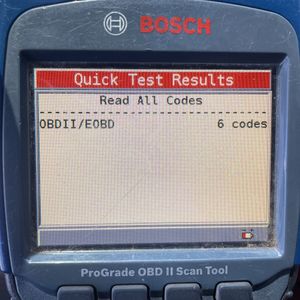 BOSCH
Quick Test Results
Read All Codes
OBDII/EOBD 6 codes
ProGrade OBD II Scan Tool